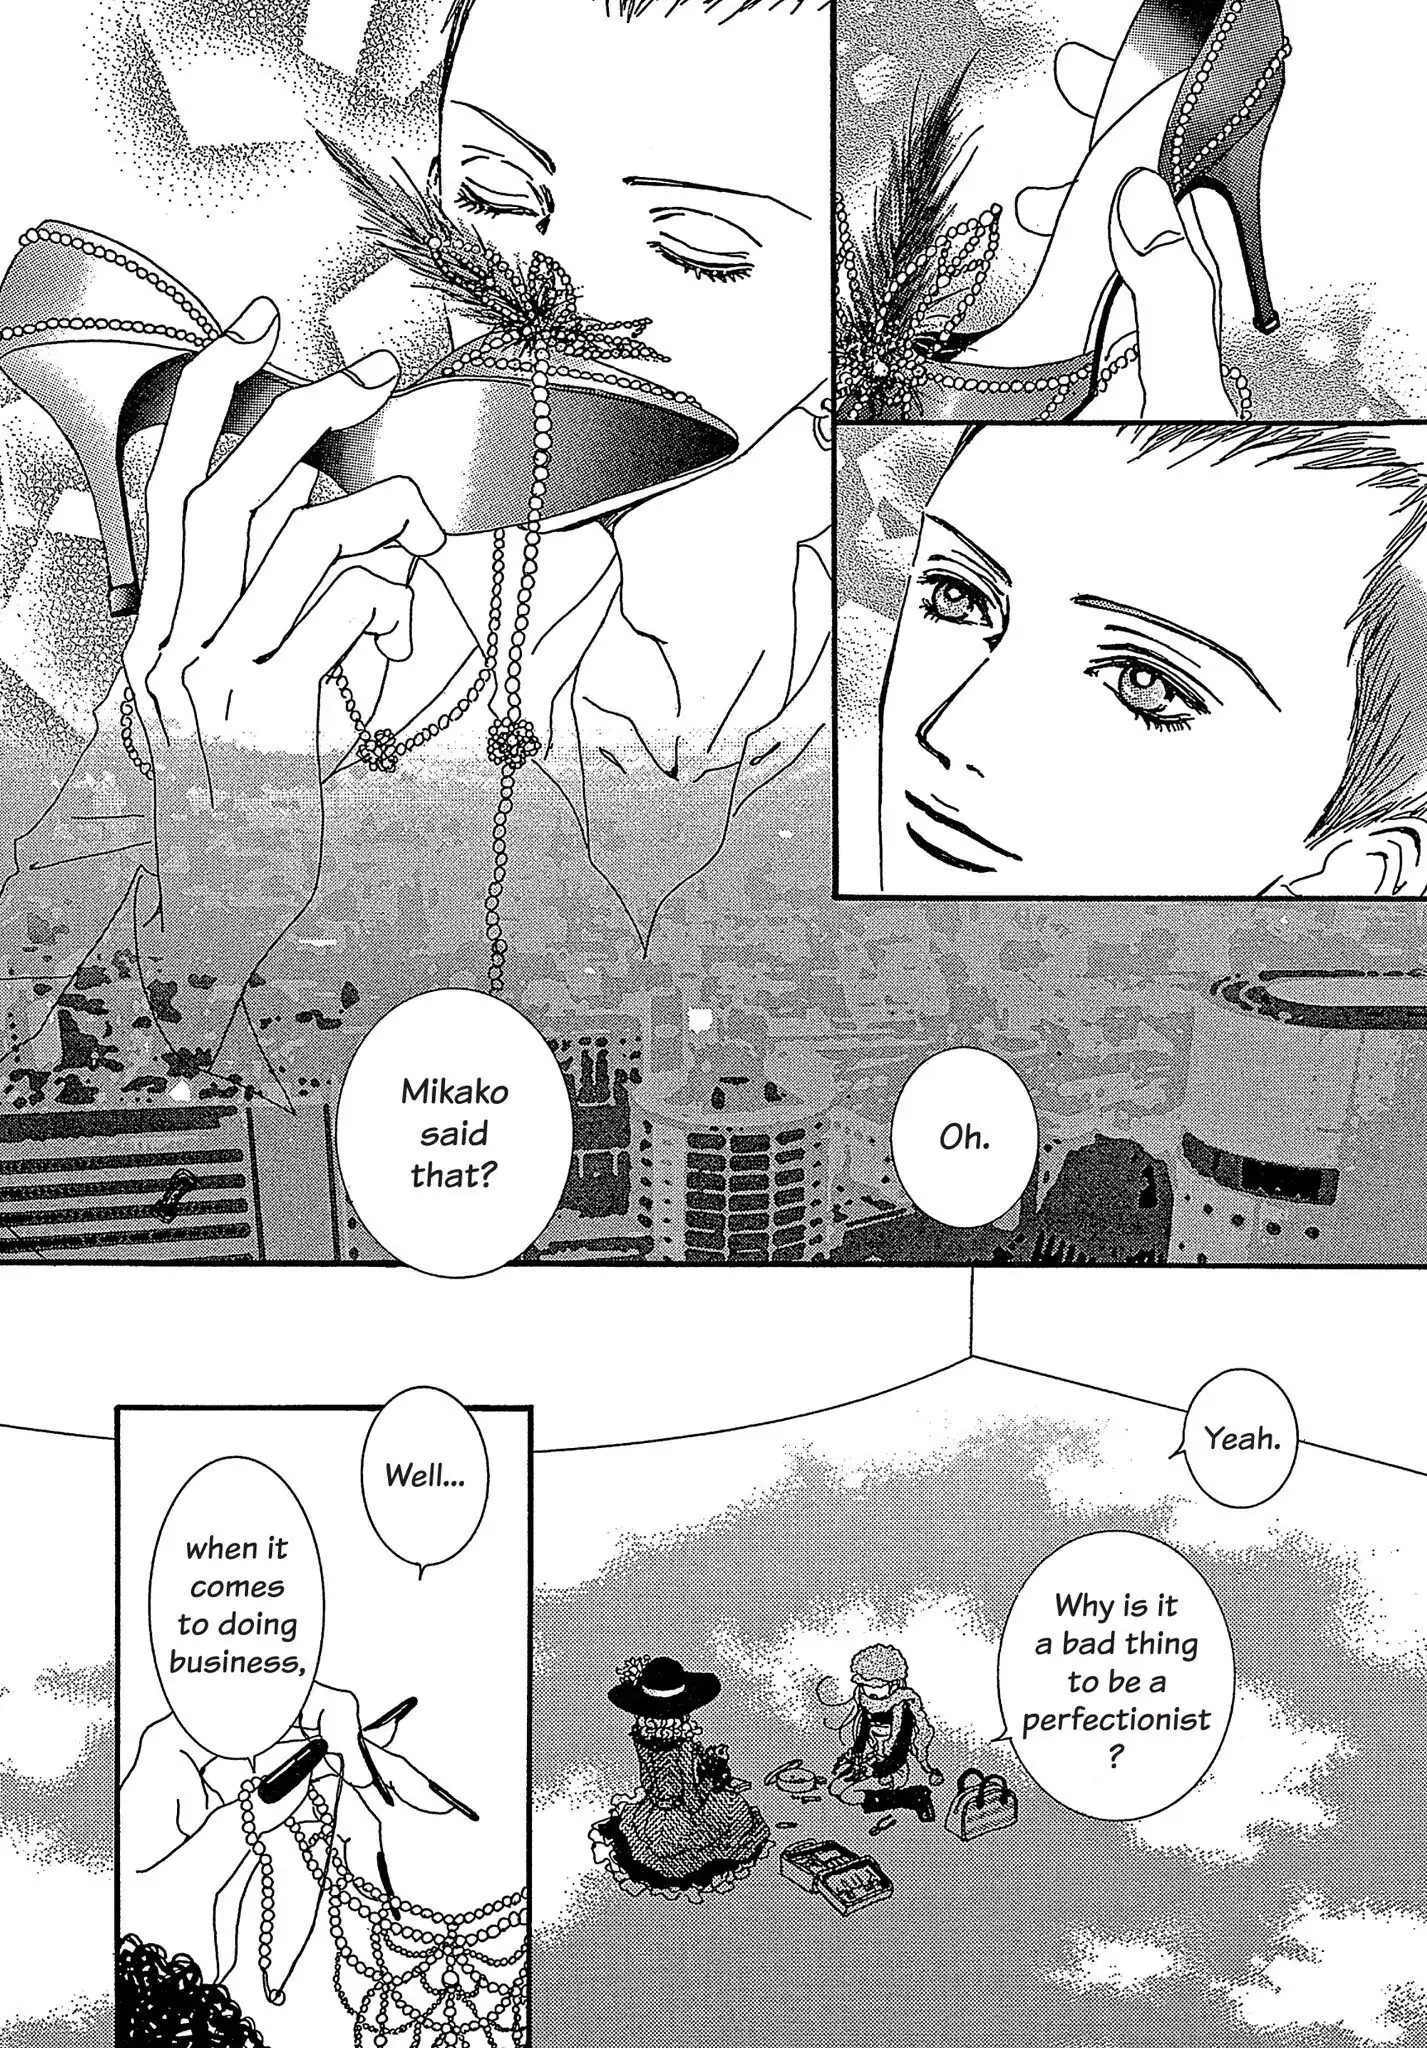 Oh.
Mikako
said
that?
Yeah.
Why is it
a bad thing
to be a
perfectionist
?
Well...
when it
comes
to doing
business,